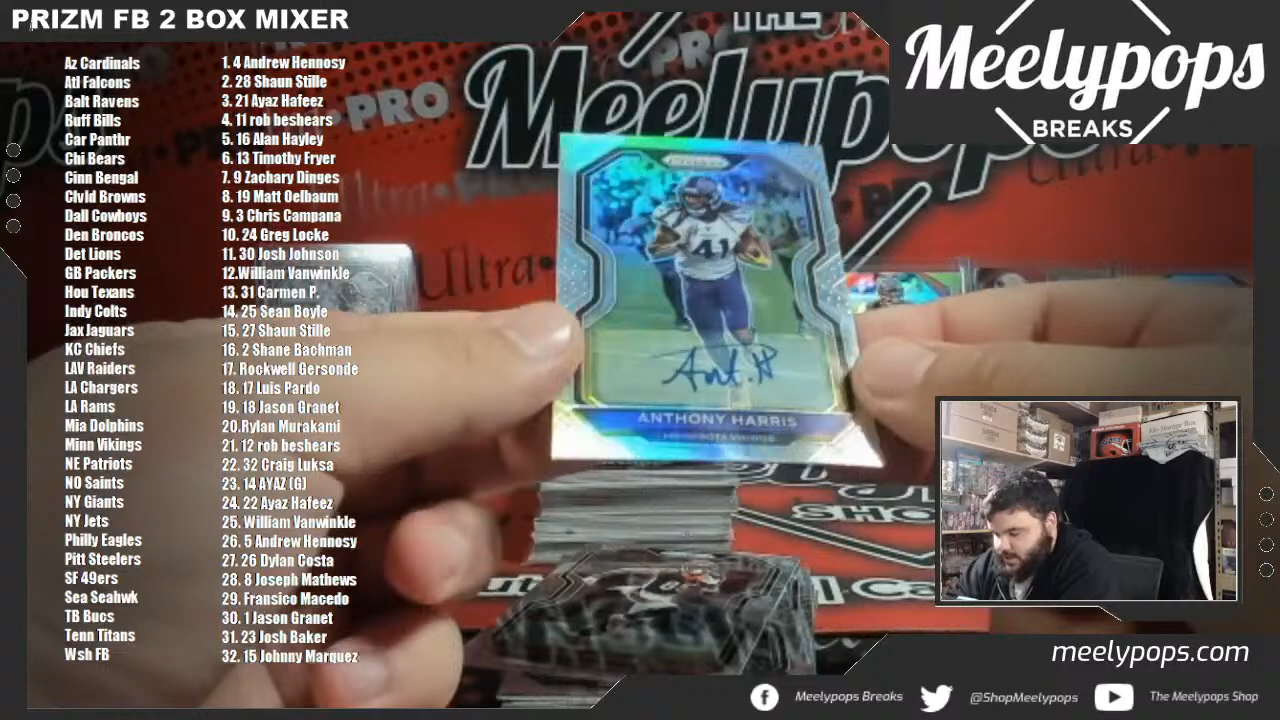 PRIZM FB 2 BOX MIXER
Az Cardinals 1. 4 Andrew Hennosy
Atl Falcons 2. 28 Shaun Stille
Balt Ravens 3. 21 Ayaz Hafeez
Buff Bills 4. 11 rob beshears
Car Panthr 5. 16 Alan Hayley
Chi Bears 6. 13 Timothy Fryer
Cinn Bengal 7. 9 Zachary Dinges
Clvld Browns 8. 19 Matt Oelbaum
Dall Cowboys 9. 3 Chris Campana
Den Broncos 10. 24 Greg Locke
Det Lions 11. 30 Josh Johnson
GB Packers 12.William Vanwinkle
Hou Texans 13. 31 Carmen P.
Indy Colts 14. 25 Sean Boyle
Jax Jaguars 15. 27 Shaun Stille
KC Chiefs 16. 2 Shane Bachman
LAV Raiders 17. Rockwell Gersonde
LA Chargers 18. 17 Luis Pardo
LA Rams 19. 18 Jason Granet
Mia Dolphins 20.Rylan Murakami
Minn Vikings 21. 12 rob beshears
NE Patriots 22. 32 Craig Luksa
NO Saints 23. 14 AYAZ (G)
NY Giants 24. 22 Ayaz Hafeez
NY Jets 25. William Vanwinkle
Philly Eagles 26. 5 Andrew Hennosy
Pitt Steelers 27. 26 Dylan Costa
SF 49ers 28. 8 Joseph Mathews
Sea Seahwk 29. Fransico Macedo
TB Bucs 30. 1 Jason Granet
Tenn Titans 31. 23 Josh Baker
Wsh FB 32. 15 Johnny Marquez
THE
PRO
PRO
Meelypo
Ultra
41
Ant. H
ANTHONY HARRIS
MINNESOTA VIKINGS
Meelypops
BREAKS
meelypops.com
Meelypops Breaks
@ShopMeelypops
The Meelypops Shop